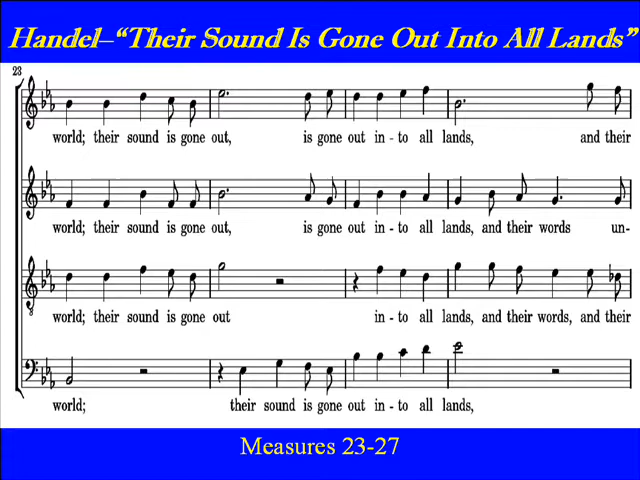 Handel–“Their Sound Is Gone Out Into All Lands”
23
world; their sound is gone out, is gone out in - to all lands, and their
world; their sound is gone out, is gone out in - to all lands, and their words un-
8
world; their sound is gone out in - to all lands, and their words, and their
world; their sound is gone out in - to all lands,
Measures 23-27